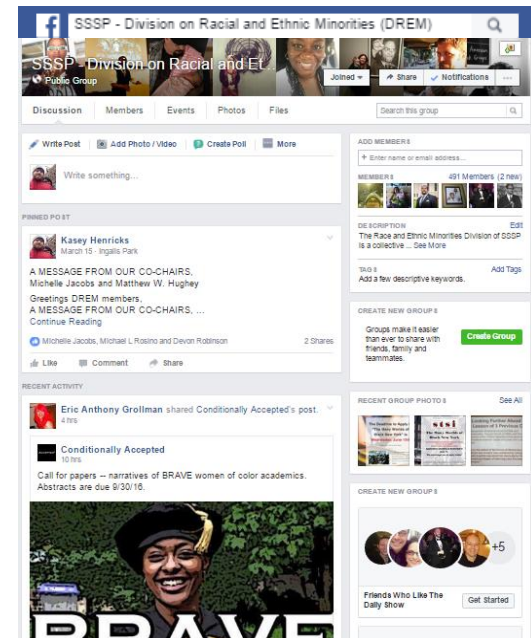 f SSSP - Division on Racial and Ethnic Minorities (DREM)
SSSP - Division on Racial and Et
Public Group
Joined
Share
Notifications
Discussion Members Events Photos Files
Search this group
Write Post Add Photo / Video Create Poll More
Write something...
PINNED POST
Kasey Henricks
March 15 · Ingalls Park
A MESSAGE FROM OUR CO-CHAIRS,
Michelle Jacobs and Matthew W. Hughey
Greetings DREM members,
A MESSAGE FROM OUR CO-CHAIRS, ...
Continue Reading
Michelle Jacobs, Michael L Rosino and Devon Robinson 2 Shares
Like Comment Share
RECENT ACTIVITY
Eric Anthony Grollman shared Conditionally Accepted's post.
4 hrs
Conditionally Accepted
10 hrs
Call for papers -- narratives of BRAVE women of color academics.
Abstracts are due 9/30/16.
BRAVE
ADD MEMBERS
+ Enter name or email address...
MEMBERS 491 Members (2 new)
DESCRIPTION Edit
The Race and Ethnic Minorities Division of SSSP
is a collective ... See More
TAGS Add Tags
Add a few descriptive keywords.
CREATE NEW GROUPS
Groups make it easier
than ever to share with
friends, family and
teammates.
Create Group
RECENT GROUP PHOTOS See All
stsi
CREATE NEW GROUPS
+5
Friends Who Like The
Daily Show
Get Started